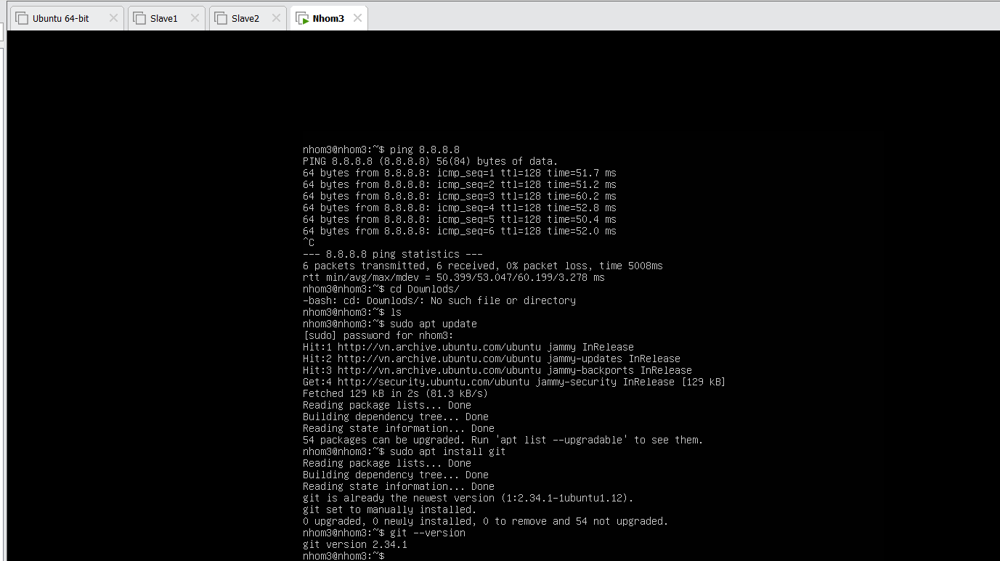 Ubuntu 64-bit
Slave1
Slave2
Nhom3
nhom3@nhom3:~$ ping 8.8.8.8
PING 8.8.8.8 (8.8.8.8) 56(84) bytes of data.
64 bytes from 8.8.8.8: icmp_seq=1 ttl=128 time=51.7 ms
64 bytes from 8.8.8.8: icmp_seq=2 ttl=128 time=51.2 ms
64 bytes from 8.8.8.8: icmp_seq=3 ttl=128 time=60.2 ms
64 bytes from 8.8.8.8: icmp_seq=4 ttl=128 time=52.8 ms
64 bytes from 8.8.8.8: icmp_seq=5 ttl=128 time=50.4 ms
64 bytes from 8.8.8.8: icmp_seq=6 ttl=128 time=52.0 ms
^C
--- 8.8.8.8 ping statistics ---
6 packets transmitted, 6 received, 0% packet loss, time 5008ms
rtt min/avg/max/mdev = 50.399/53.047/60.199/3.278 ms
nhom3@nhom3:~$ cd Downlods/
-bash: cd: Downlods/: No such file or directory
nhom3@nhom3:~$ ls
nhom3@nhom3:~$ sudo apt update
[sudo] password for nhom3:
Hit:1 http://vn.archive.ubuntu.com/ubuntu jammy InRelease
Hit:2 http://vn.archive.ubuntu.com/ubuntu jammy-updates InRelease
Hit:3 http://vn.archive.ubuntu.com/ubuntu jammy-backports InRelease
Get:4 http://security.ubuntu.com/ubuntu jammy-security InRelease [129 kB]
Fetched 129 kB in 2s (81.3 kB/s)
Reading package lists... Done
Building dependency tree... Done
Reading state information... Done
54 packages can be upgraded. Run 'apt list --upgradable' to see them.
nhom3@nhom3:~$ sudo apt install git
Reading package lists... Done
Building dependency tree... Done
Reading state information... Done
git is already the newest version (1:2.34.1-1ubuntu1.12).
git set to manually installed.
0 upgraded, 0 newly installed, 0 to remove and 54 not upgraded.
nhom3@nhom3:~$ git --version
git version 2.34.1
nhom3@nhom3:~$